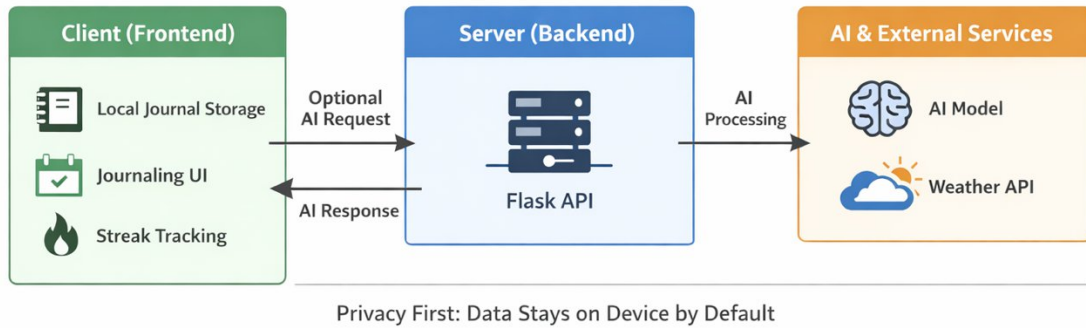 Client (Frontend)
Local Journal Storage
Journaling UI
Streak Tracking
Optional
AI Request
AI Response
Server (Backend)
Flask API
AI
Processing
AI & External Services
AI Model
Weather API
Privacy First: Data Stays on Device by Default